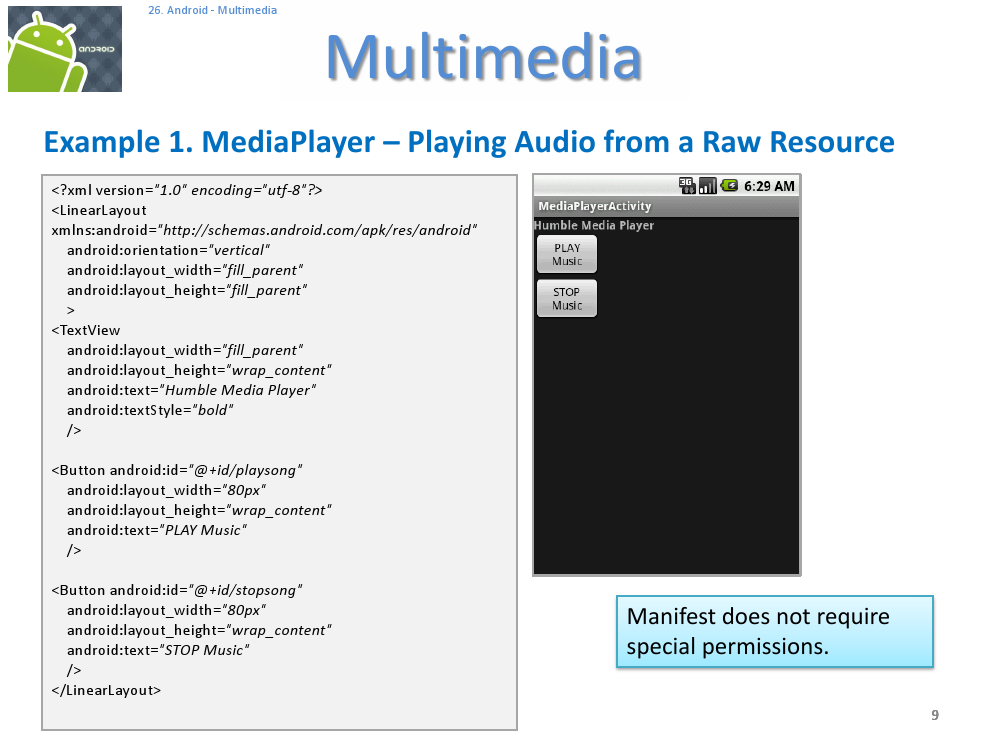 26. Android - Multimedia
ANDROID
Multimedia
Example 1. MediaPlayer – Playing Audio from a Raw Resource
<?xml version="1.0" encoding="utf-8"?>
<LinearLayout
xmlns:android="http://schemas.android.com/apk/res/android"
android:orientation="vertical"
android:layout_width="fill_parent"
android:layout_height="fill_parent"
>
<TextView
android:layout_width="fill_parent"
android:layout_height="wrap_content"
android:text="Humble Media Player"
android:textStyle="bold"
/>
<Button android:id="@+id/playsong"
android:layout_width="80px"
android:layout_height="wrap_content"
android:text="PLAY Music"
/>
<Button android:id="@+id/stopsong"
android:layout_width="80px"
android:layout_height="wrap_content"
android:text="STOP Music"
/>
</LinearLayout>
3G 6:29 AM
MediaPlayerActivity
Humble Media Player
PLAY
Music
STOP
Music
Manifest does not require
special permissions.
9